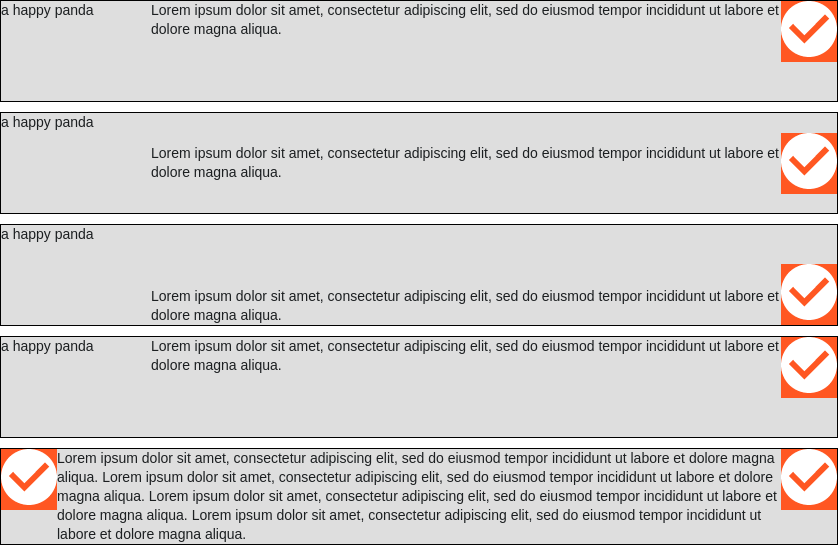 a happy panda
Lorem ipsum dolor sit amet, consectetur adipiscing elit, sed do eiusmod tempor incididunt ut labore et
dolore magna aliqua.
a happy panda
Lorem ipsum dolor sit amet, consectetur adipiscing elit, sed do eiusmod tempor incididunt ut labore et
dolore magna aliqua.
a happy panda
Lorem ipsum dolor sit amet, consectetur adipiscing elit, sed do eiusmod tempor incididunt ut labore et
dolore magna aliqua.
a happy panda
Lorem ipsum dolor sit amet, consectetur adipiscing elit, sed do eiusmod tempor incididunt ut labore et
dolore magna aliqua.
Lorem ipsum dolor sit amet, consectetur adipiscing elit, sed do eiusmod tempor incididunt ut labore et dolore magna
aliqua. Lorem ipsum dolor sit amet, consectetur adipiscing elit, sed do eiusmod tempor incididunt ut labore et dolore
magna aliqua. Lorem ipsum dolor sit amet, consectetur adipiscing elit, sed do eiusmod tempor incididunt ut labore et
dolore magna aliqua. Lorem ipsum dolor sit amet, consectetur adipiscing elit, sed do eiusmod tempor incididunt ut
labore et dolore magna aliqua.